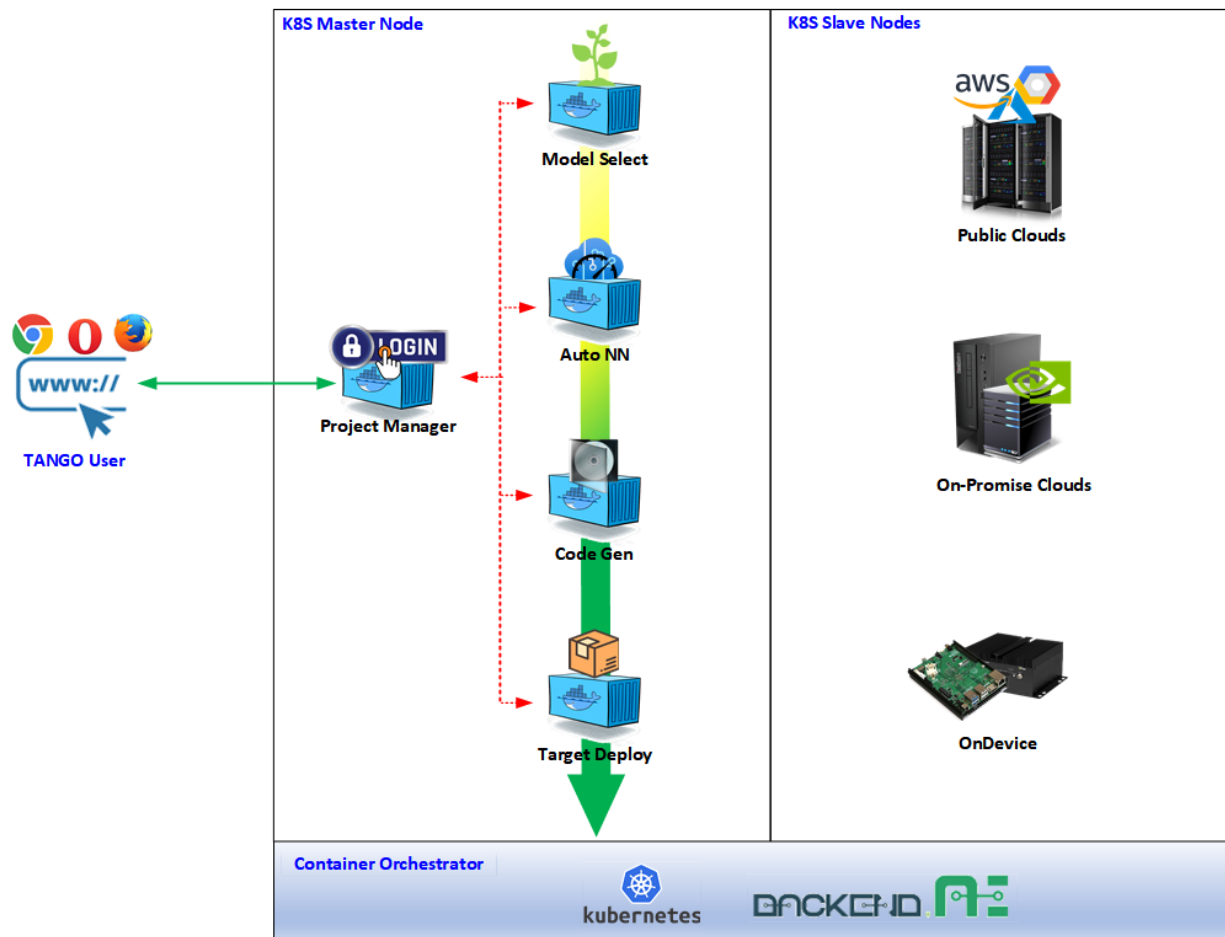 K8S Master Node
K8S Slave Nodes
aws
Model Select
Public Clouds
Auto NN
LOGIN
www://
Project Manager
TANGO User
On-Promise Clouds
Code Gen
OnDevice
Target Deploy
Container Orchestrator
kubernetes
BACKEND.AI